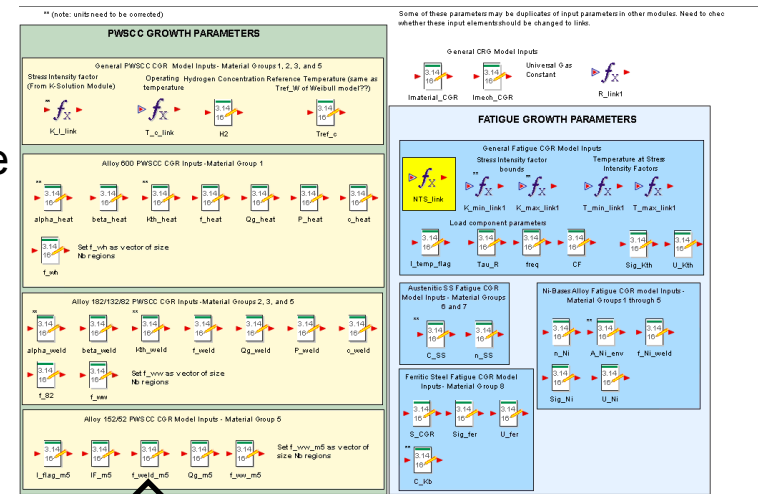 ** (note: units need to be corrected)
Some of these parameters may be duplicates of input parameters in other modules. Need to chec
whether these input elements should be changed to links.
PWSCC GROWTH PARAMETERS
General PWSCC CGR Model Inputs- Material Groups 1, 2, 3, and 5
Stress Intensity factor
(From K-Solution Module)
Operating
temperature
Hydrogen Concentration
Reference Temperature (same as
Tref_W of Weibull model??)
**
K_I_link
T_c_link
H2
Tref_c
Alloy 600 PWSCC CGR Inputs -Material Group 1
**
**
alpha_heat
beta_heat
Kth_heat
f_heat
Qg_heat
P_heat
c_heat
Set f_wh as vector of size
Nb regions
f_wh
Alloy 182/132/82 PWSCC CGR Inputs -Material Groups 2, 3, and 5
**
**
alpha_weld
beta_weld
Kth_weld
f_weld
Qg_weld
P_weld
c_weld
Set f_ww as vector of size
Nb regions
f_82
f_ww
Alloy 152/52 PWSCC CGR Model Inputs - Material Group 5
Set f_ww_m5 as vector of
size Nb regions
I_flag_m5
IF_m5
f_weld_m5
Qg_m5
f_ww_m5
e
General CRG Model Inputs
Universal Gas
Constant
Imaterial_CGR
Imech_CGR
R_link1
FATIGUE GROWTH PARAMETERS
General Fatigue CGR Model Inputs
Stress Intensity factor
bounds
Temperature at Stress
Intensity Factors
**
**
NTS_link
K_min_link1
K_max_link1
T_min_link1
T_max_link1
Load component parameters
I_temp_flag
Tau_R
freq
CF
Sig_Kth
U_Kth
Austenitic SS Fatigue CGR
Model Inputs - Material Groups
6 and 7
**
C_SS
n_SS
Ni-Bases Alloy Fatigue CGR model Inputs -
Material Groups 1 through 5
**
n_Ni
A_Ni_env
f_Ni_weld
Sig_Ni
U_Ni
Ferritic Steel Fatigue CGR Model
Inputs- Material Group 8
S_CGR
Sig_fer
U_fer
**
C_Kb